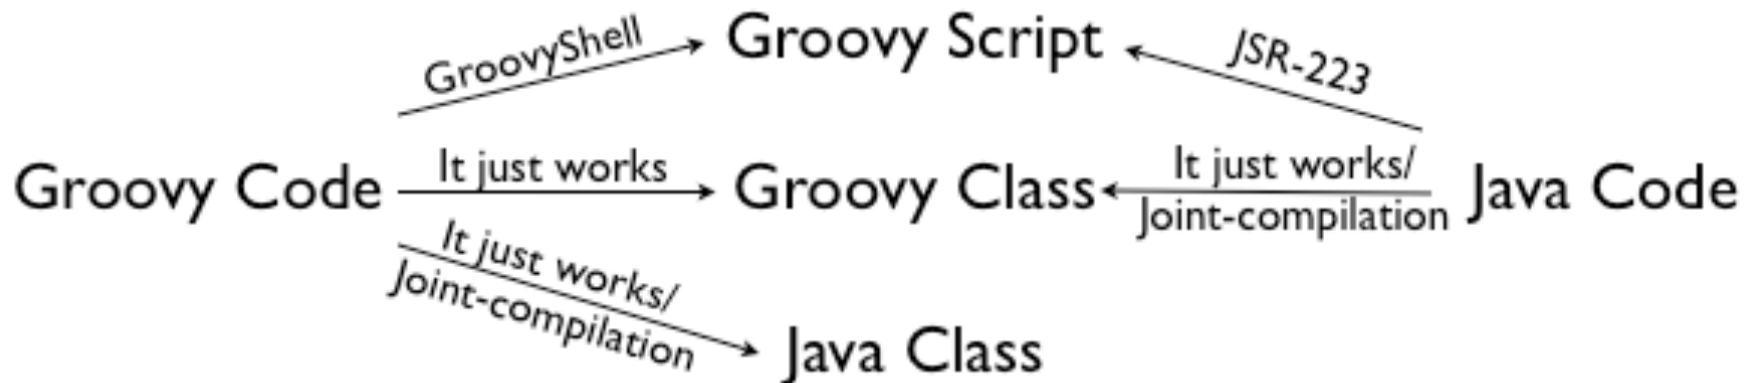 GroovyShell
Groovy Script
JSR-223
Groovy Code
It just works
Groovy Class
It just works/
Joint-compilation
Java Code
It just works/
Joint-compilation
Java Class